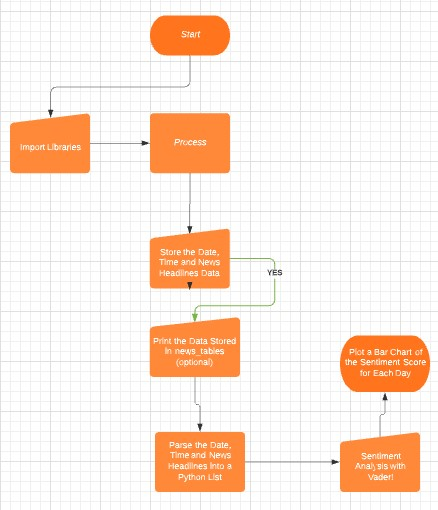 Start
Import Libraries
Process
Store the Date,
Time and News
Headlines Data
YES
Print the Data Stored
in news_tables
(optional)
Plot a Bar Chart of
the Sentiment Score
for Each Day
Parse the Date,
Time and News
Headlines Into a
Python List
Sentiment
Analysis with
Vader!